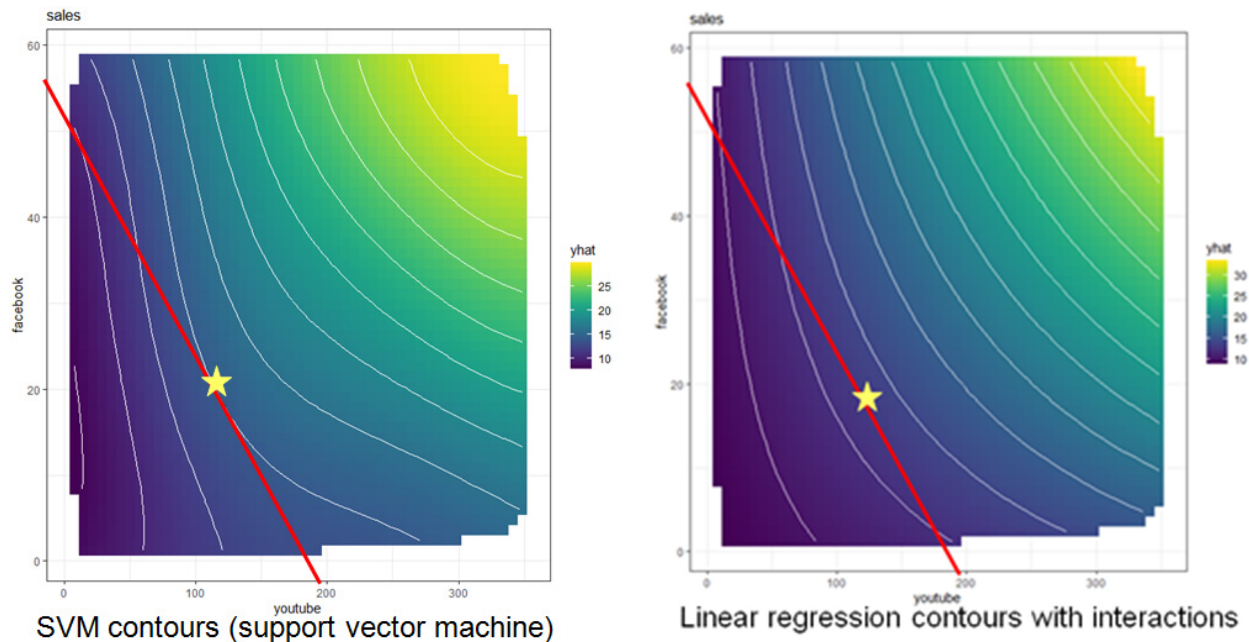 sales
60
40
20
0
facebook
0
100
200
300
youtube
yhat
25
20
15
10
SVM contours (support vector machine)
sales
60
40
20
0
facebook
0
100
200
300
youtube
yhat
30
25
20
15
10
Linear regression contours with interactions